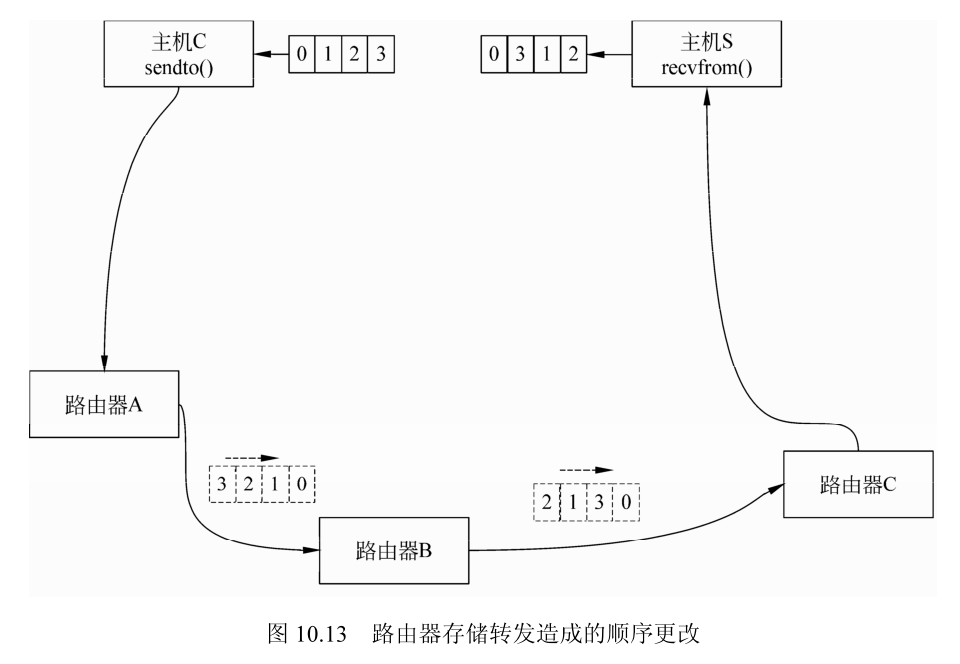 主机C
sendto()
0 1 2 3
0 3 1 2
主机S
recvfrom()
路由器A
3 2 1 0
2 1 3 0
路由器C
路由器B
图 10.13 路由器存储转发造成的顺序更改